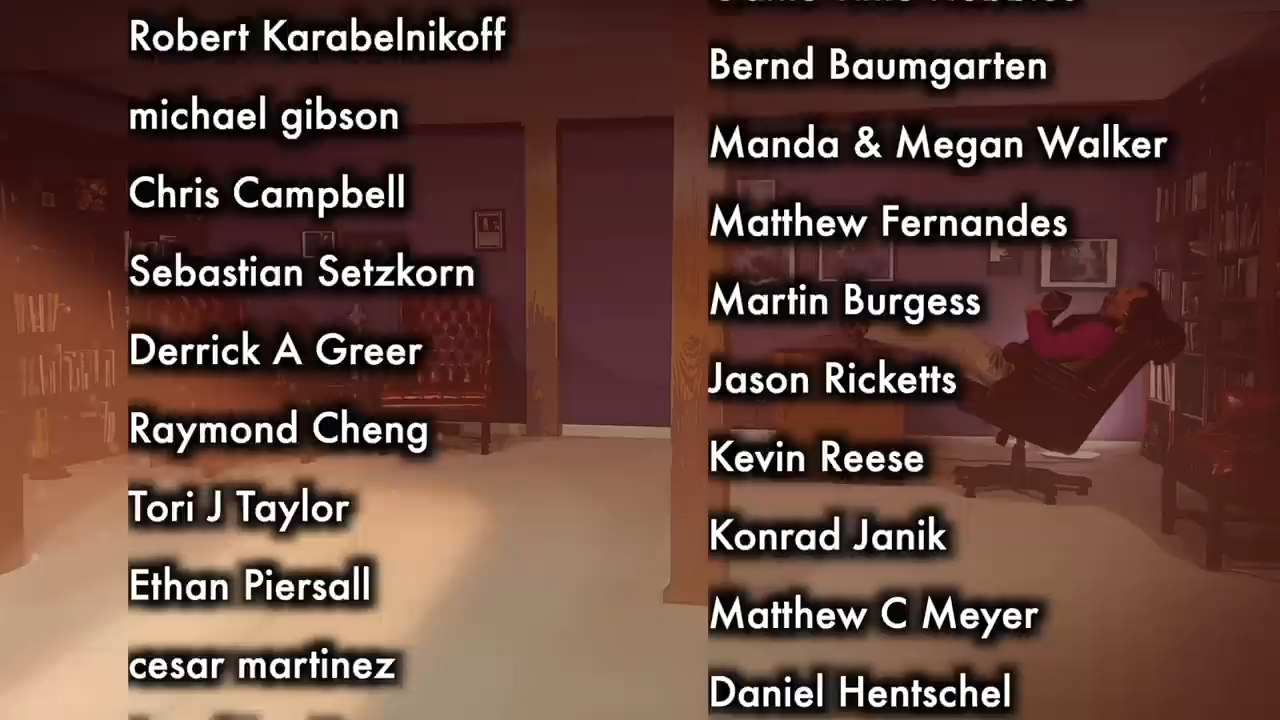 Robert Karabelnikoff
michael gibson
Chris Campbell
Sebastian Setzkorn
Derrick A Greer
Raymond Cheng
Tori J Taylor
Ethan Piersall
cesar martinez
Bernd Baumgarten
Manda & Megan Walker
Matthew Fernandes
Martin Burgess
Jason Ricketts
Kevin Reese
Konrad Janik
Matthew C Meyer
Daniel Hentschel